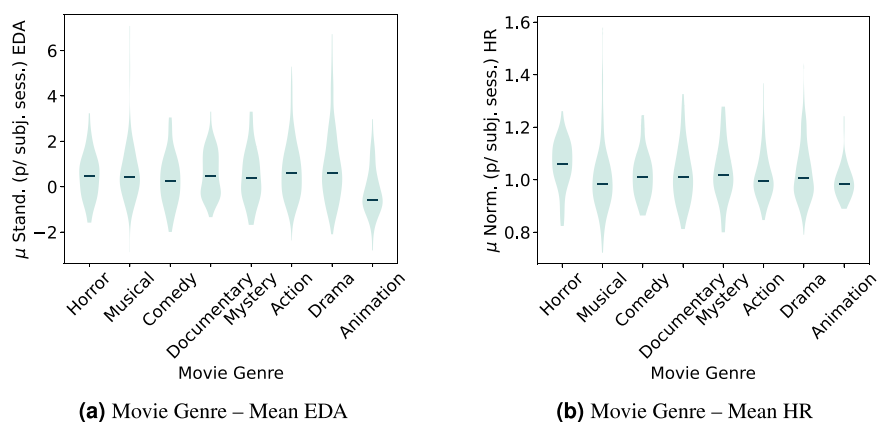 μ Stand. (p/ subj. sess.) EDA
6
4
2
0
−2
Horror
Musical
Comedy
Documentary
Mystery
Action
Drama
Animation
Movie Genre
(a) Movie Genre – Mean EDA
μ Norm. (p/ subj. sess.) HR
1.6
1.4
1.2
1.0
0.8
Horror
Musical
Comedy
Documentary
Mystery
Action
Drama
Animation
Movie Genre
(b) Movie Genre – Mean HR